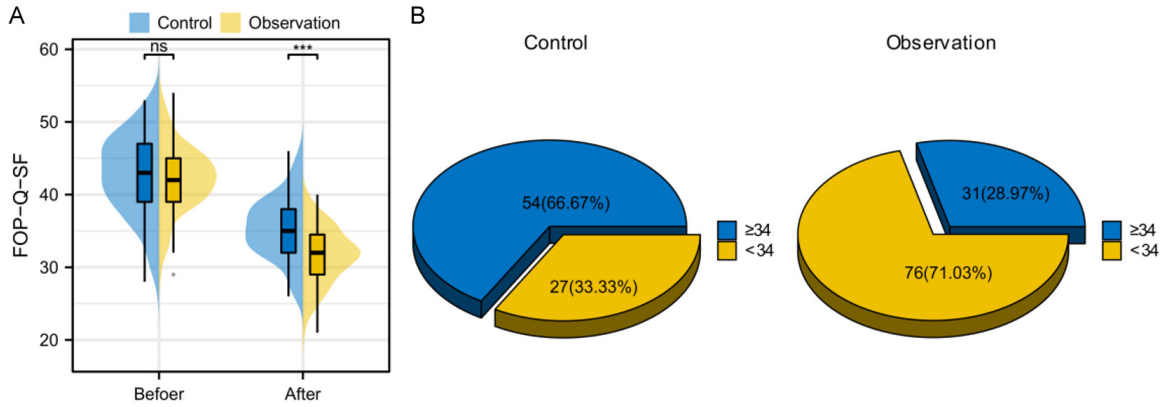 A
Control
Observation
FOP-Q-SF
60
50
40
30
20
ns
***
Befoer
After
B
Control
54(66.67%)
27(33.33%)
≥34
<34
Observation
31(28.97%)
76(71.03%)
≥34
<34